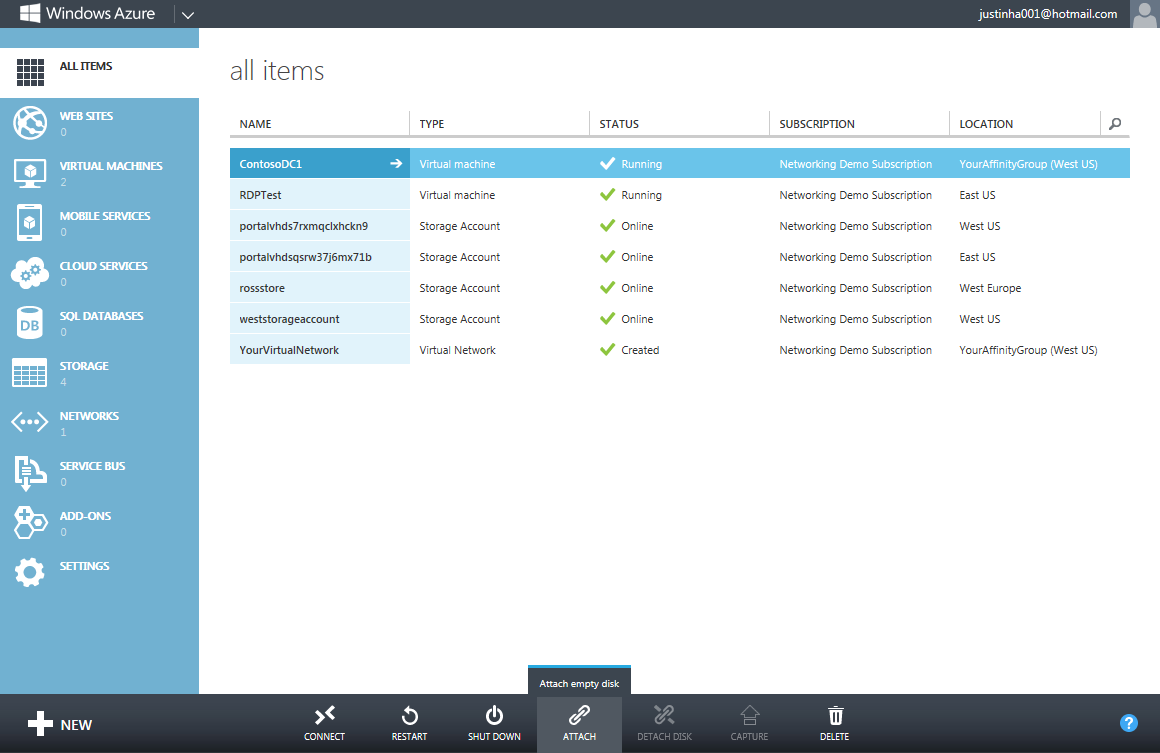 Windows Azure justinha001@hotmail.com
ALL ITEMS
WEB SITES
0
VIRTUAL MACHINES
2
MOBILE SERVICES
0
CLOUD SERVICES
0
SQL DATABASES
0
DB
STORAGE
4
NETWORKS
1
SERVICE BUS
0
ADD-ONS
0
SETTINGS
all items
NAME TYPE STATUS SUBSCRIPTION LOCATION
ContosoDC1 Virtual machine Running Networking Demo Subscription YourAffinityGroup (West US)
RDPTest Virtual machine Running Networking Demo Subscription East US
portalvhds7rxmqclxhckn9 Storage Account Online Networking Demo Subscription West US
portalvhdsqsrw37j6mx71b Storage Account Online Networking Demo Subscription East US
rossstore Storage Account Online Networking Demo Subscription West Europe
weststorageaccount Storage Account Online Networking Demo Subscription West US
YourVirtualNetwork Virtual Network Created Networking Demo Subscription YourAffinityGroup (West US)
Attach empty disk
NEW CONNECT RESTART SHUT DOWN ATTACH DETACH DISK CAPTURE DELETE ?